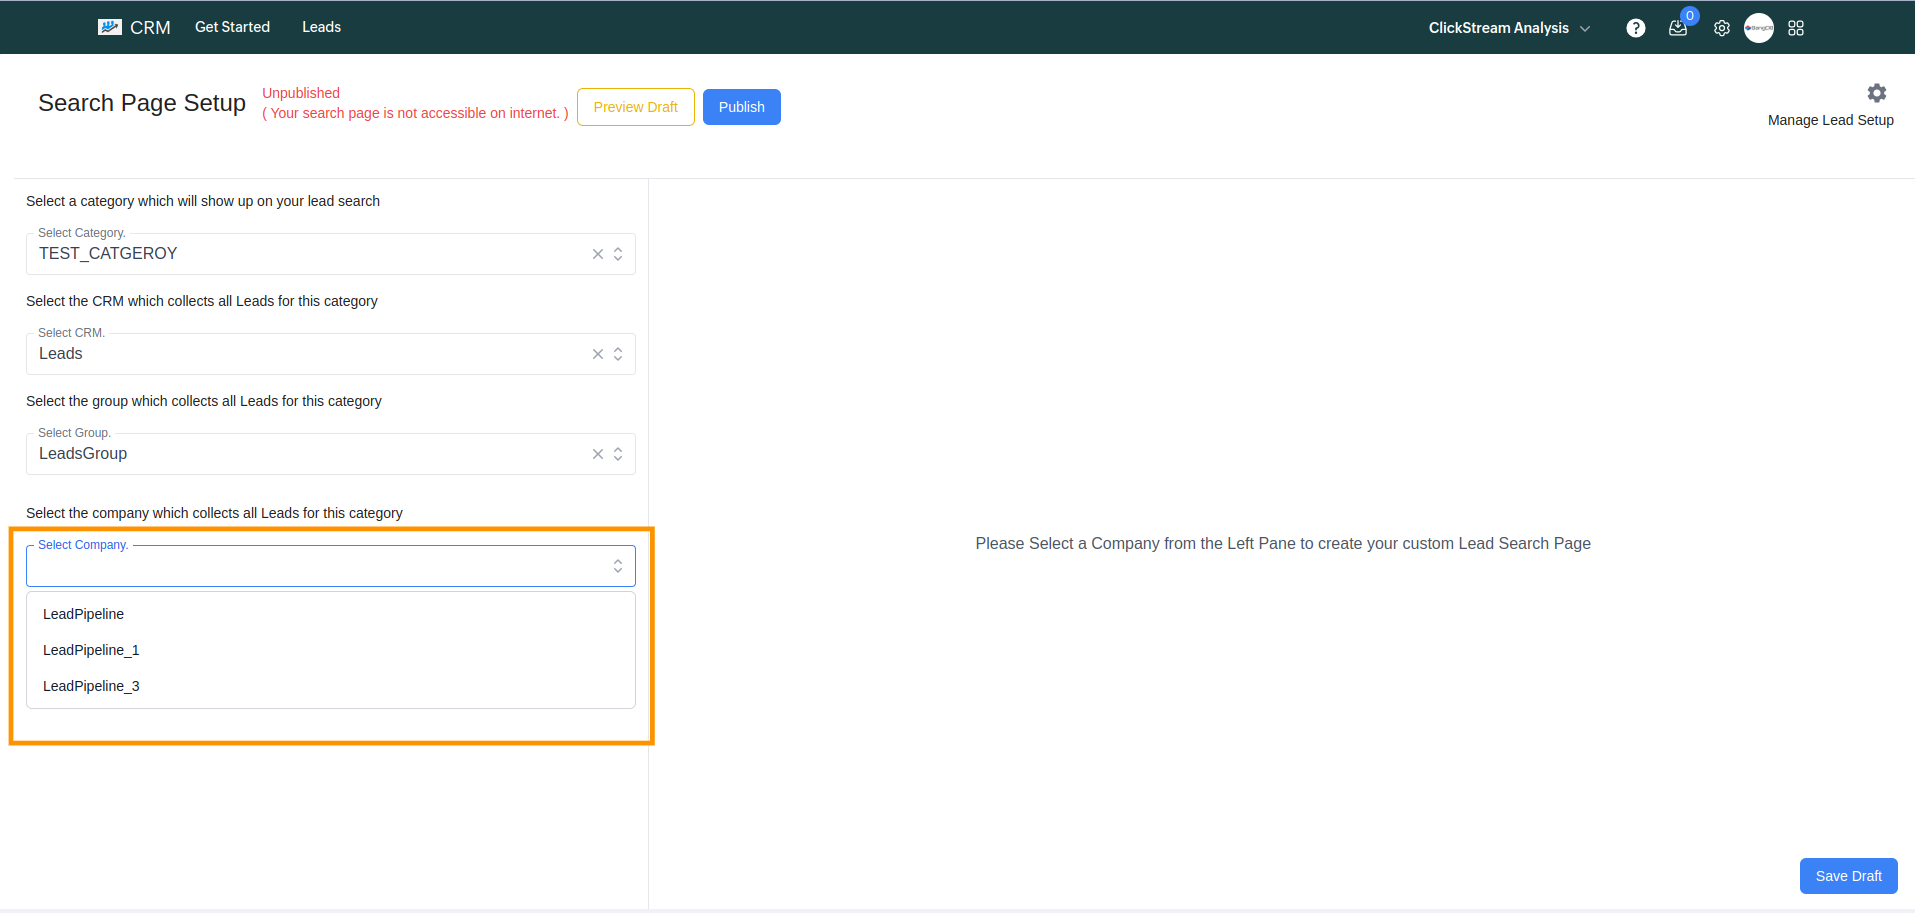 CRM
Get Started
Leads
ClickStream Analysis
?
0
BangDB
Search Page Setup
Unpublished
( Your search page is not accessible on internet. )
Preview Draft
Publish
Manage Lead Setup
Select a category which will show up on your lead search
Select Category.
TEST_CATGEROY
Select the CRM which collects all Leads for this category
Select CRM.
Leads
Select the group which collects all Leads for this category
Select Group.
LeadsGroup
Select the company which collects all Leads for this category
Select Company.
LeadPipeline
LeadPipeline_1
LeadPipeline_3
Please Select a Company from the Left Pane to create your custom Lead Search Page
Save Draft